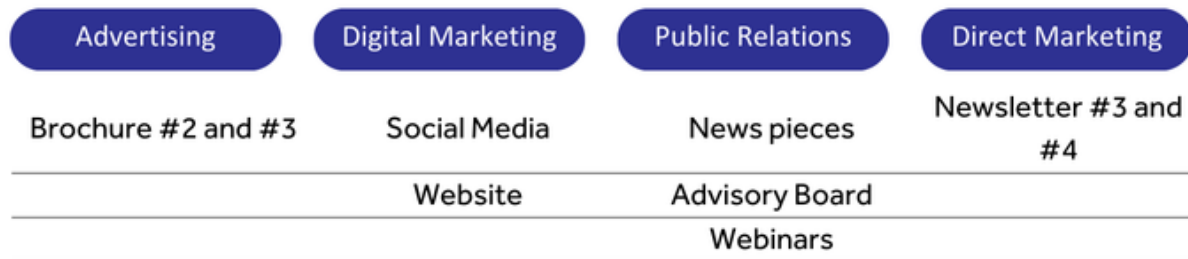 Advertising
Digital Marketing
Public Relations
Direct Marketing
Brochure #2 and #3
Social Media
News pieces
Newsletter #3 and
#4
Website
Advisory Board
Webinars